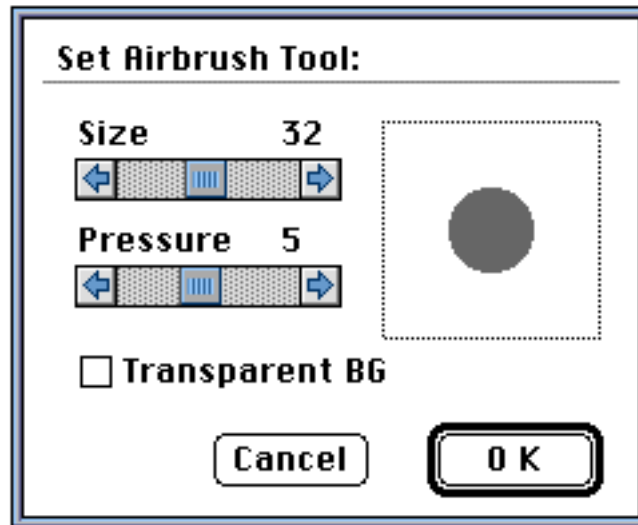 Set Airbrush Tool:
Size 32
Pressure 5
Transparent BG
Cancel
OK